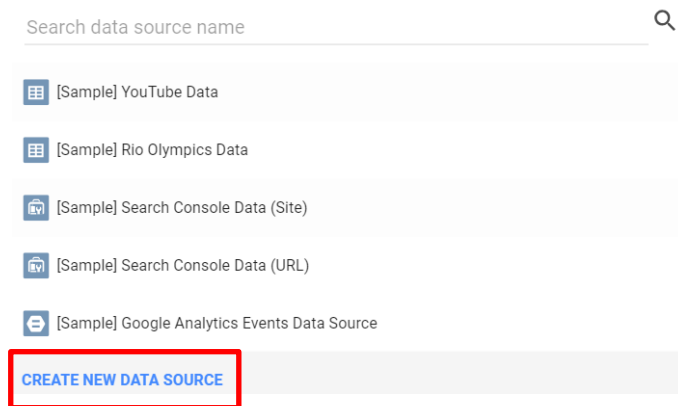 Search data source name
[Sample] YouTube Data
[Sample] Rio Olympics Data
[Sample] Search Console Data (Site)
[Sample] Search Console Data (URL)
[Sample] Google Analytics Events Data Source
CREATE NEW DATA SOURCE